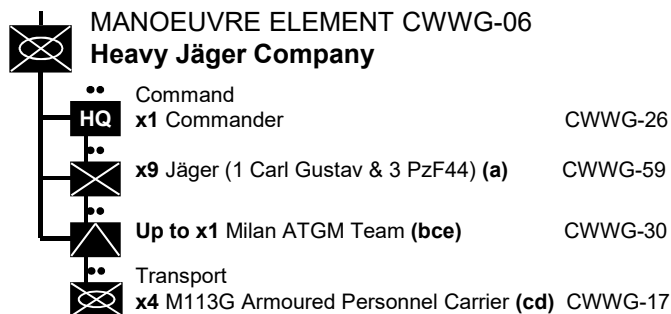 MANOEUVRE ELEMENT CWWG-06
Heavy Jäger Company
Command
HQ x1 Commander CWWG-26
x9 Jäger (1 Carl Gustav & 3 PzF44) (a) CWWG-59
Up to x1 Milan ATGM Team (bce) CWWG-30
Transport
x4 M113G Armoured Personnel Carrier (cd) CWWG-17